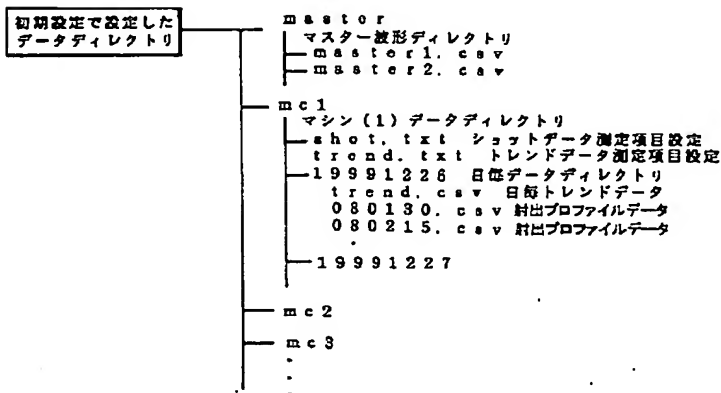 初期設定で設定した
データディレクトリ
master
マスター波形ディレクトリ
master1. csv
master2. csv
mc1
マシン(1)データディレクトリ
shot. txt ショットデータ測定項目設定
trend. txt トレンドデータ測定項目設定
19991226 日毎データディレクトリ
trend. csv 日毎トレンドデータ
080130. csv 射出プロファイルデータ
080215. csv 射出プロファイルデータ
19991227
mc2
mc3